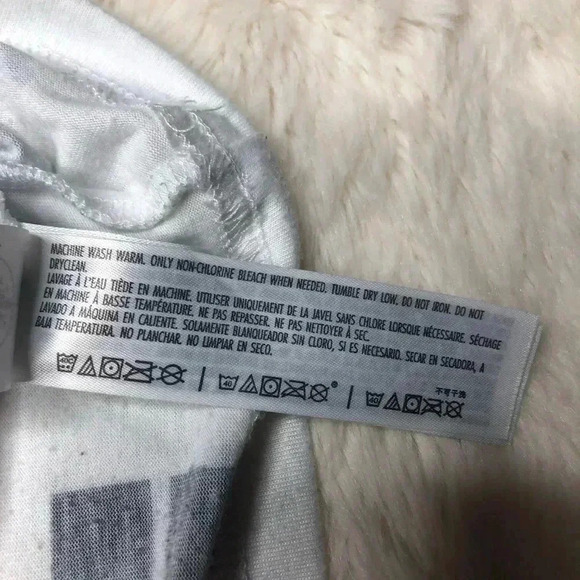 MACHINE WASH WARM. ONLY NON-CHLORINE BLEACH WHEN NEEDED. TUMBLE DRY LOW. DO NOT IRON. DO NOT
DRYCLEAN.
LAVAGE À L'EAU TIÈDE EN MACHINE. UTILISER UNIQUEMENT DE LA JAVEL SANS CHLORE LORSQUE NÉCESSAIRE. SÉCHAGE
EN MACHINE À BASSE TEMPÉRATURE. NE PAS REPASSER. NE PAS NETTOYER À SEC.
LAVADO A MÁQUINA EN CALIENTE. SOLAMENTE BLANQUEADOR SIN CLORO, SI ES NECESARIO. SECAR EN SECADORA, A
BAJA TEMPERATURA. NO PLANCHAR. NO LIMPIAR EN SECO.
40C 40 | 40 不可干洗